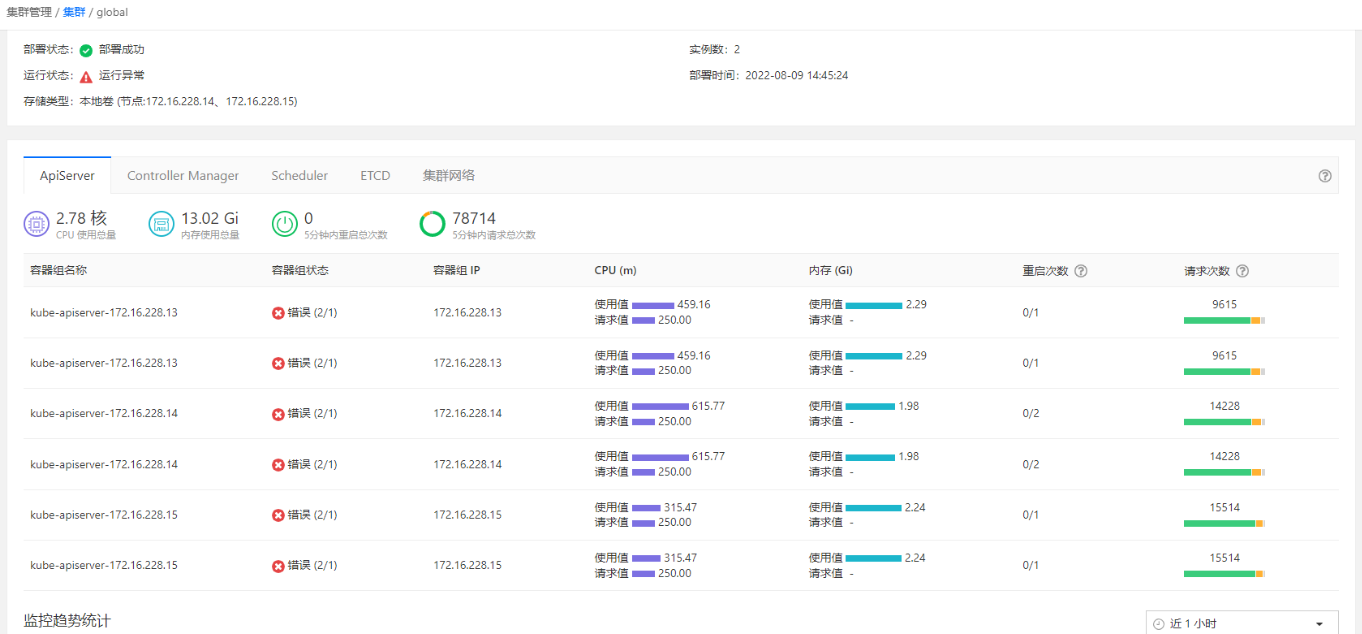 集群管理 / 集群 / global
部署状态： 部署成功 实例数： 2
运行状态： 运行异常 部署时间： 2022-08-09 14:45:24
存储类型： 本地卷 (节点:172.16.228.14、172.16.228.15)
ApiServer Controller Manager Scheduler ETCD 集群网络
2.78 核 13.02 Gi 0 78714
CPU 使用总量 内存使用总量 5分钟内重启总次数 5分钟内请求总次数
容器组名称 容器组状态 容器组 IP CPU (m) 内存 (Gi) 重启次数 请求次数
kube-apiserver-172.16.228.13 错误 (2/1) 172.16.228.13 使用值 459.16 使用值 2.29 0/1 9615
请求值 250.00 请求值 -
kube-apiserver-172.16.228.13 错误 (2/1) 172.16.228.13 使用值 459.16 使用值 2.29 0/1 9615
请求值 250.00 请求值 -
kube-apiserver-172.16.228.14 错误 (2/1) 172.16.228.14 使用值 615.77 使用值 1.98 0/2 14228
请求值 250.00 请求值 -
kube-apiserver-172.16.228.14 错误 (2/1) 172.16.228.14 使用值 615.77 使用值 1.98 0/2 14228
请求值 250.00 请求值 -
kube-apiserver-172.16.228.15 错误 (2/1) 172.16.228.15 使用值 315.47 使用值 2.24 0/1 15514
请求值 250.00 请求值 -
kube-apiserver-172.16.228.15 错误 (2/1) 172.16.228.15 使用值 315.47 使用值 2.24 0/1 15514
请求值 250.00 请求值 -
监控趋势统计 近 1 小时